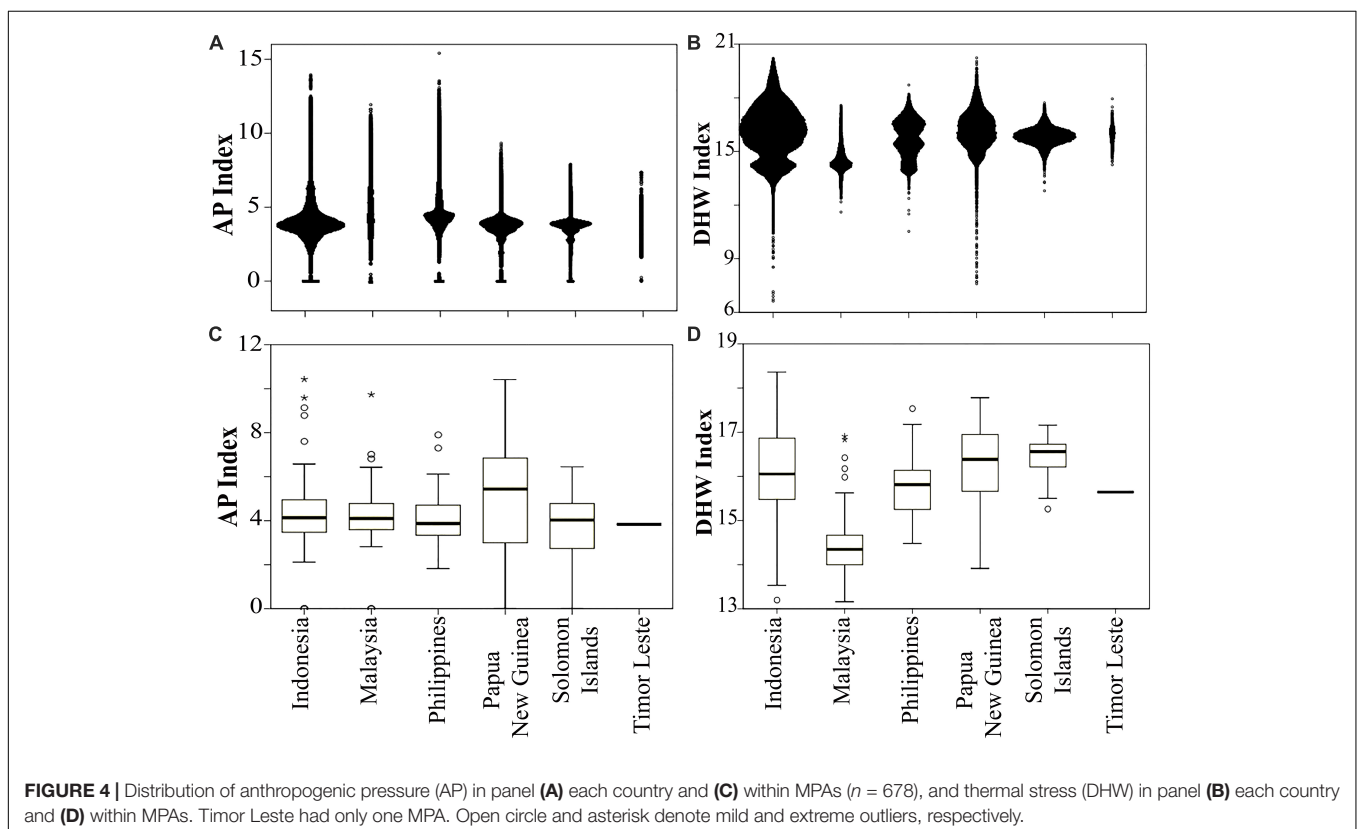 A
15
10
5
0
AP Index
B
21
15
9
6
DHW Index
C
12
8
4
0
AP Index
Indonesia
Malaysia
Philippines
Papua
New Guinea
Solomon
Islands
Timor Leste
D
19
17
15
13
DHW Index
Indonesia
Malaysia
Philippines
Papua
New Guinea
Solomon
Islands
Timor Leste
FIGURE 4 | Distribution of anthropogenic pressure (AP) in panel (A) each country and (C) within MPAs (n = 678), and thermal stress (DHW) in panel (B) each country
and (D) within MPAs. Timor Leste had only one MPA. Open circle and asterisk denote mild and extreme outliers, respectively.